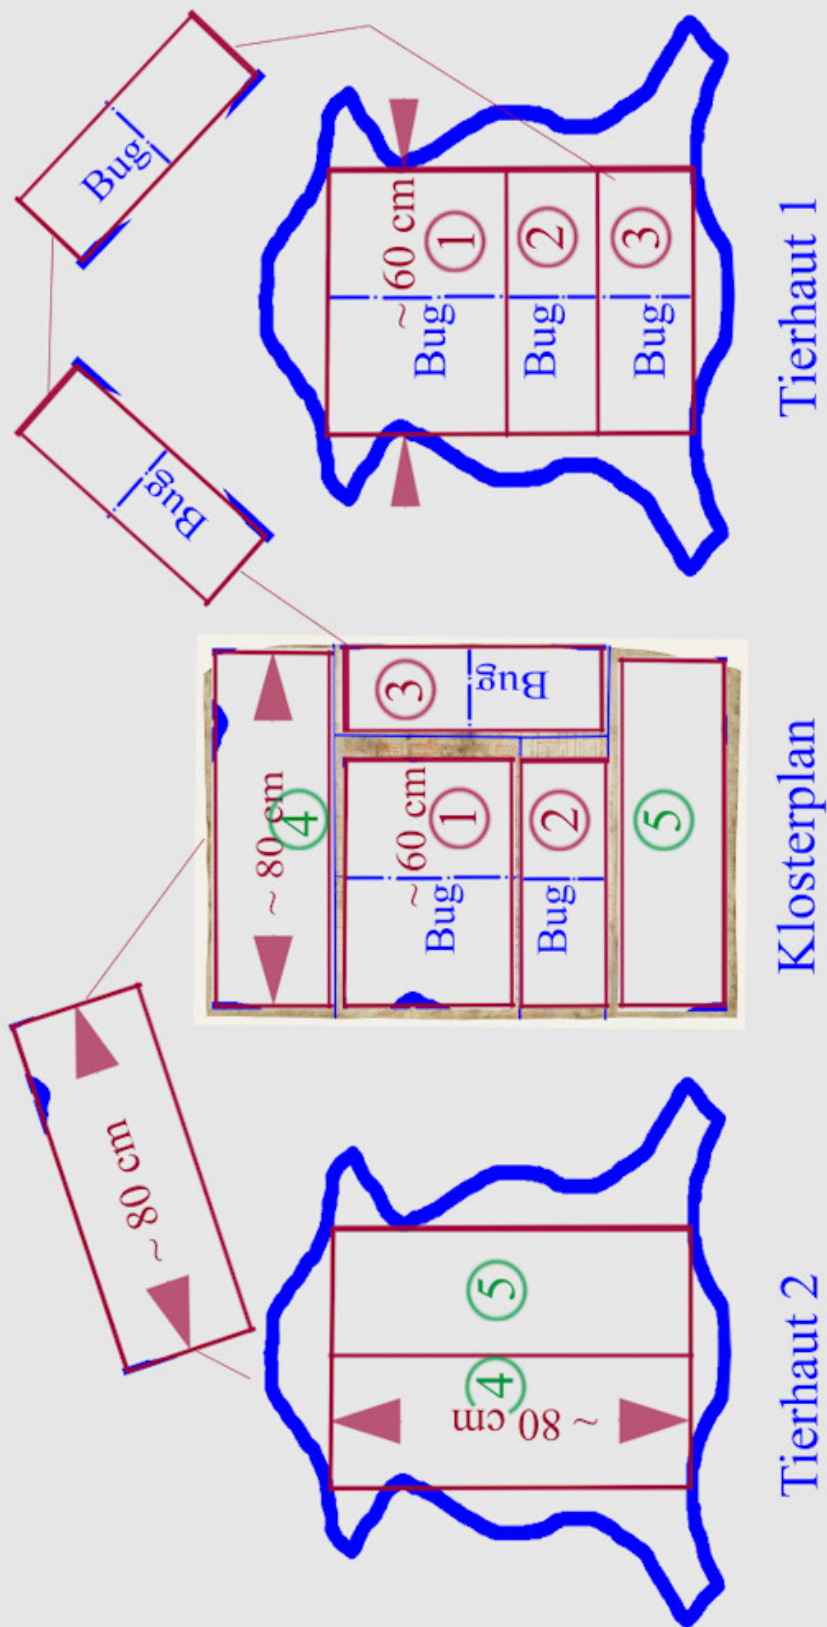 ~ 80 cm
④
~ 80 cm
⑤
Tierhaut 2
~ 80 cm
④
~ 60 cm
Bug
①
Bug
②
③
Bug
⑤
Klosterplan
Bug
Bug
~ 60 cm
Bug
①
Bug
②
Bug
③
Tierhaut 1